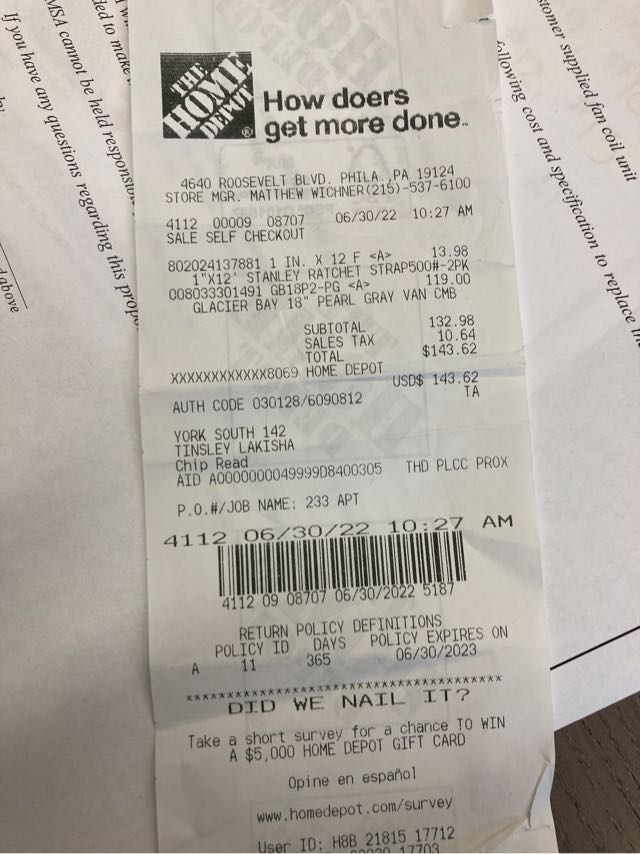 THE
HOME
DEPOT
®
How doers
get more done™
4640 ROOSEVELT BLVD. PHILA.,PA 19124
STORE MGR. MATTHEW WICHNER(215)-537-6100
4112 00009 08707 06/30/22 10:27 AM
SALE SELF CHECKOUT
802024137881 1 IN. X 12 F <A> 13.98
1"X12' STANLEY RATCHET STRAP500#-2PK
008033301491 GB18P2-PG <A> 119.00
GLACIER BAY 18" PEARL GRAY VAN CMB
SUBTOTAL 132.98
SALES TAX 10.64
TOTAL $143.62
XXXXXXXXXXXX8069 HOME DEPOT
USD$ 143.62
AUTH CODE 030128/6090812 TA
YORK SOUTH 142
TINSLEY LAKISHA
Chip Read
AID A0000000049999D8400305 THD PLCC PROX
P.O.#/JOB NAME: 233 APT
4112 06/30/22 10:27 AM
4112 09 08707 06/30/2022 5187
RETURN POLICY DEFINITIONS
POLICY ID DAYS POLICY EXPIRES ON
A 11 365 06/30/2023
*******************************************
DID WE NAIL IT?
Take a short survey for a chance TO WIN
A $5,000 HOME DEPOT GIFT CARD
Opine en español
www.homedepot.com/survey
User ID: H8B 21815 17712
17703
If you have any questions regarding this
MSA cannot be held
to make
above
supplied fan coil unit
following cost and specification to replace